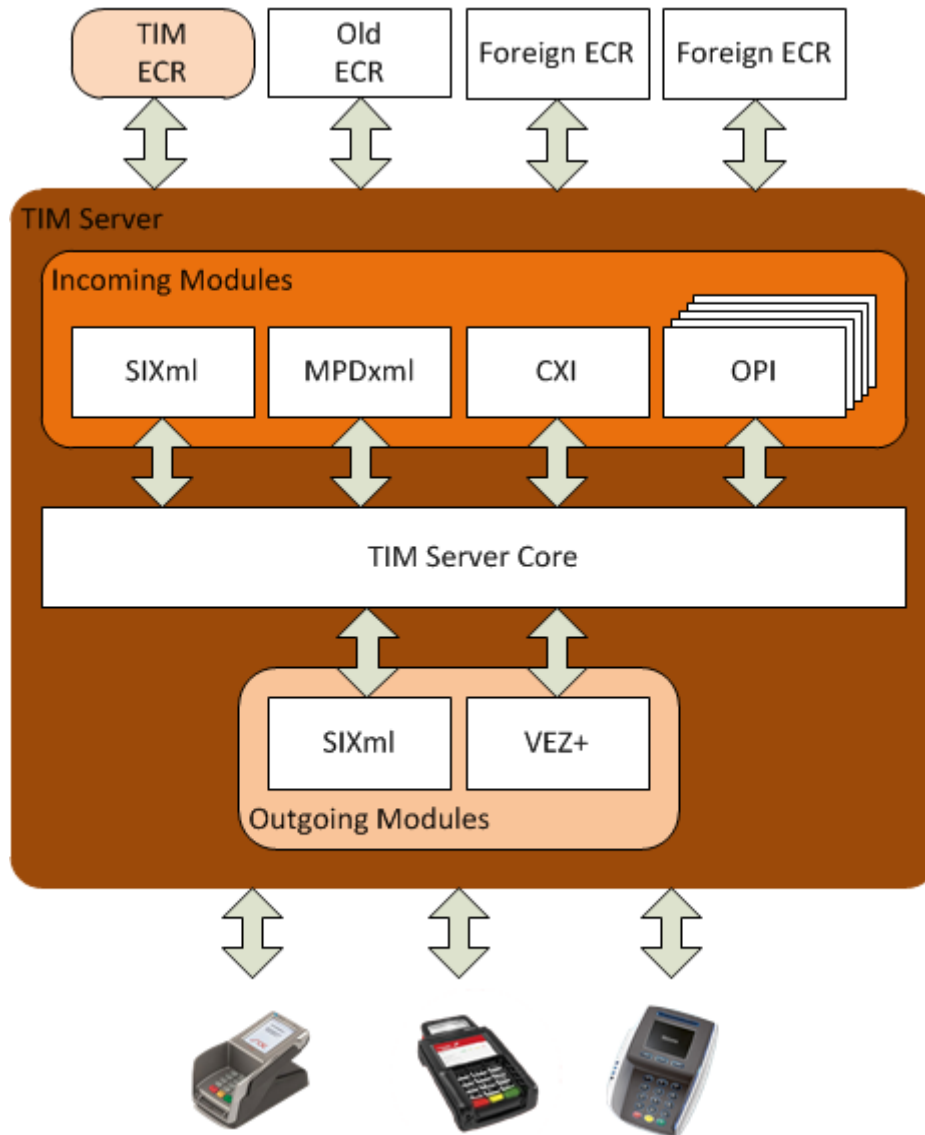 TIM
ECR
Old
ECR
Foreign ECR
Foreign ECR
TIM Server
Incoming Modules
SIXml
MPDxml
CXI
OPI
TIM Server Core
SIXml
VEZ+
Outgoing Modules